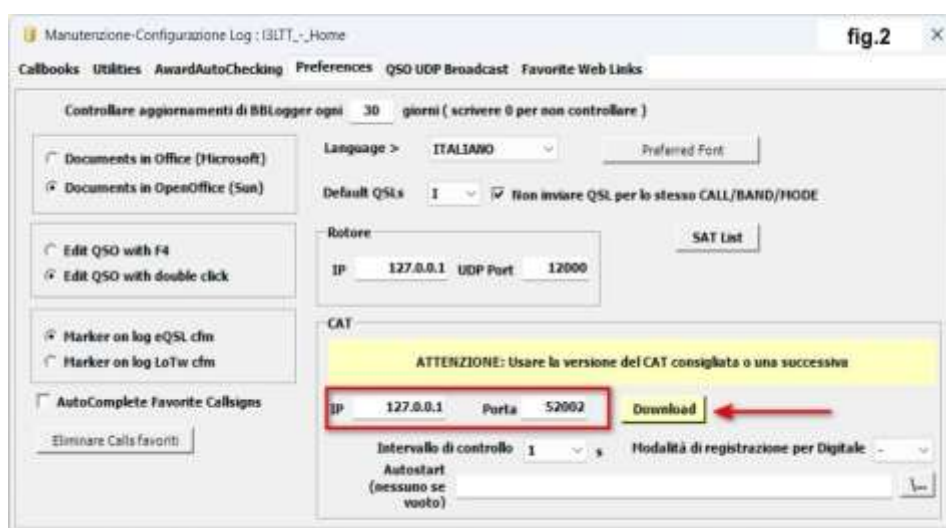 Manutenzione-Configurazione Log : I3LTT_-_Home
fig.2
Callbooks Utilities AwardAutoChecking Preferences QSO UDP Broadcast Favorite Web Links
Controllare aggiornamenti di BBLogger ogni 30 giorni ( scrivere 0 per non controllare )
Documents in Office (Microsoft)
Documents in OpenOffice (Sun)
Language > ITALIANO
Preferred Font
Default QSLs I
Non inviare QSL per lo stesso CALL/BAND/MODE
Edit QSO with F4
Edit QSO with double click
Rotore
IP 127.0.0.1 UDP Port 12000
SAT List
Marker on log eQSL cfm
Marker on log LoTw cfm
CAT
ATTENZIONE: Usare la versione del CAT consigliata o una successiva
AutoComplete Favorite Callsigns
IP 127.0.0.1 Porta 52002
Download
Eliminare Calls favoriti
Intervallo di controllo 1 s
Modalità di registrazione per Digitale -
Autostart
(nessuno se
vuoto)
\...